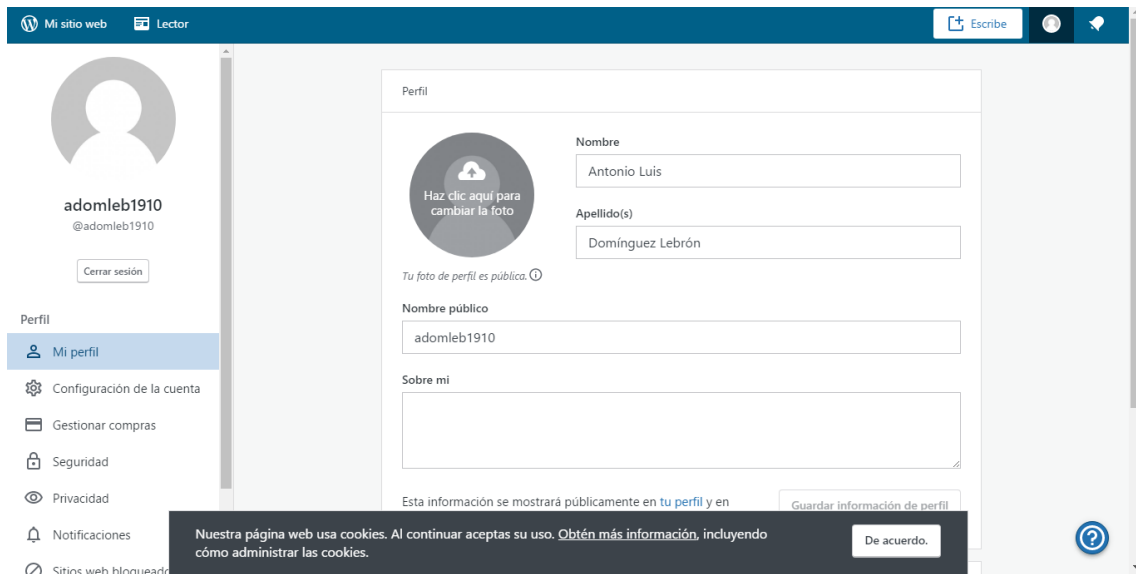 Mi sitio web
Lector
Escribe
adomleb1910
@adomleb1910
Cerrar sesión
Perfil
Mi perfil
Configuración de la cuenta
Gestionar compras
Seguridad
Privacidad
Notificaciones
Sitios web bloqueado
Perfil
Haz clic aquí para
cambiar la foto
Tu foto de perfil es pública.
Nombre
Antonio Luis
Apellido(s)
Domínguez Lebrón
Nombre público
adomleb1910
Sobre mi
Esta información se mostrará públicamente en tu perfil y en
Guardar información de perfil
Nuestra página web usa cookies. Al continuar aceptas su uso. Obtén más información, incluyendo
cómo administrar las cookies.
De acuerdo.